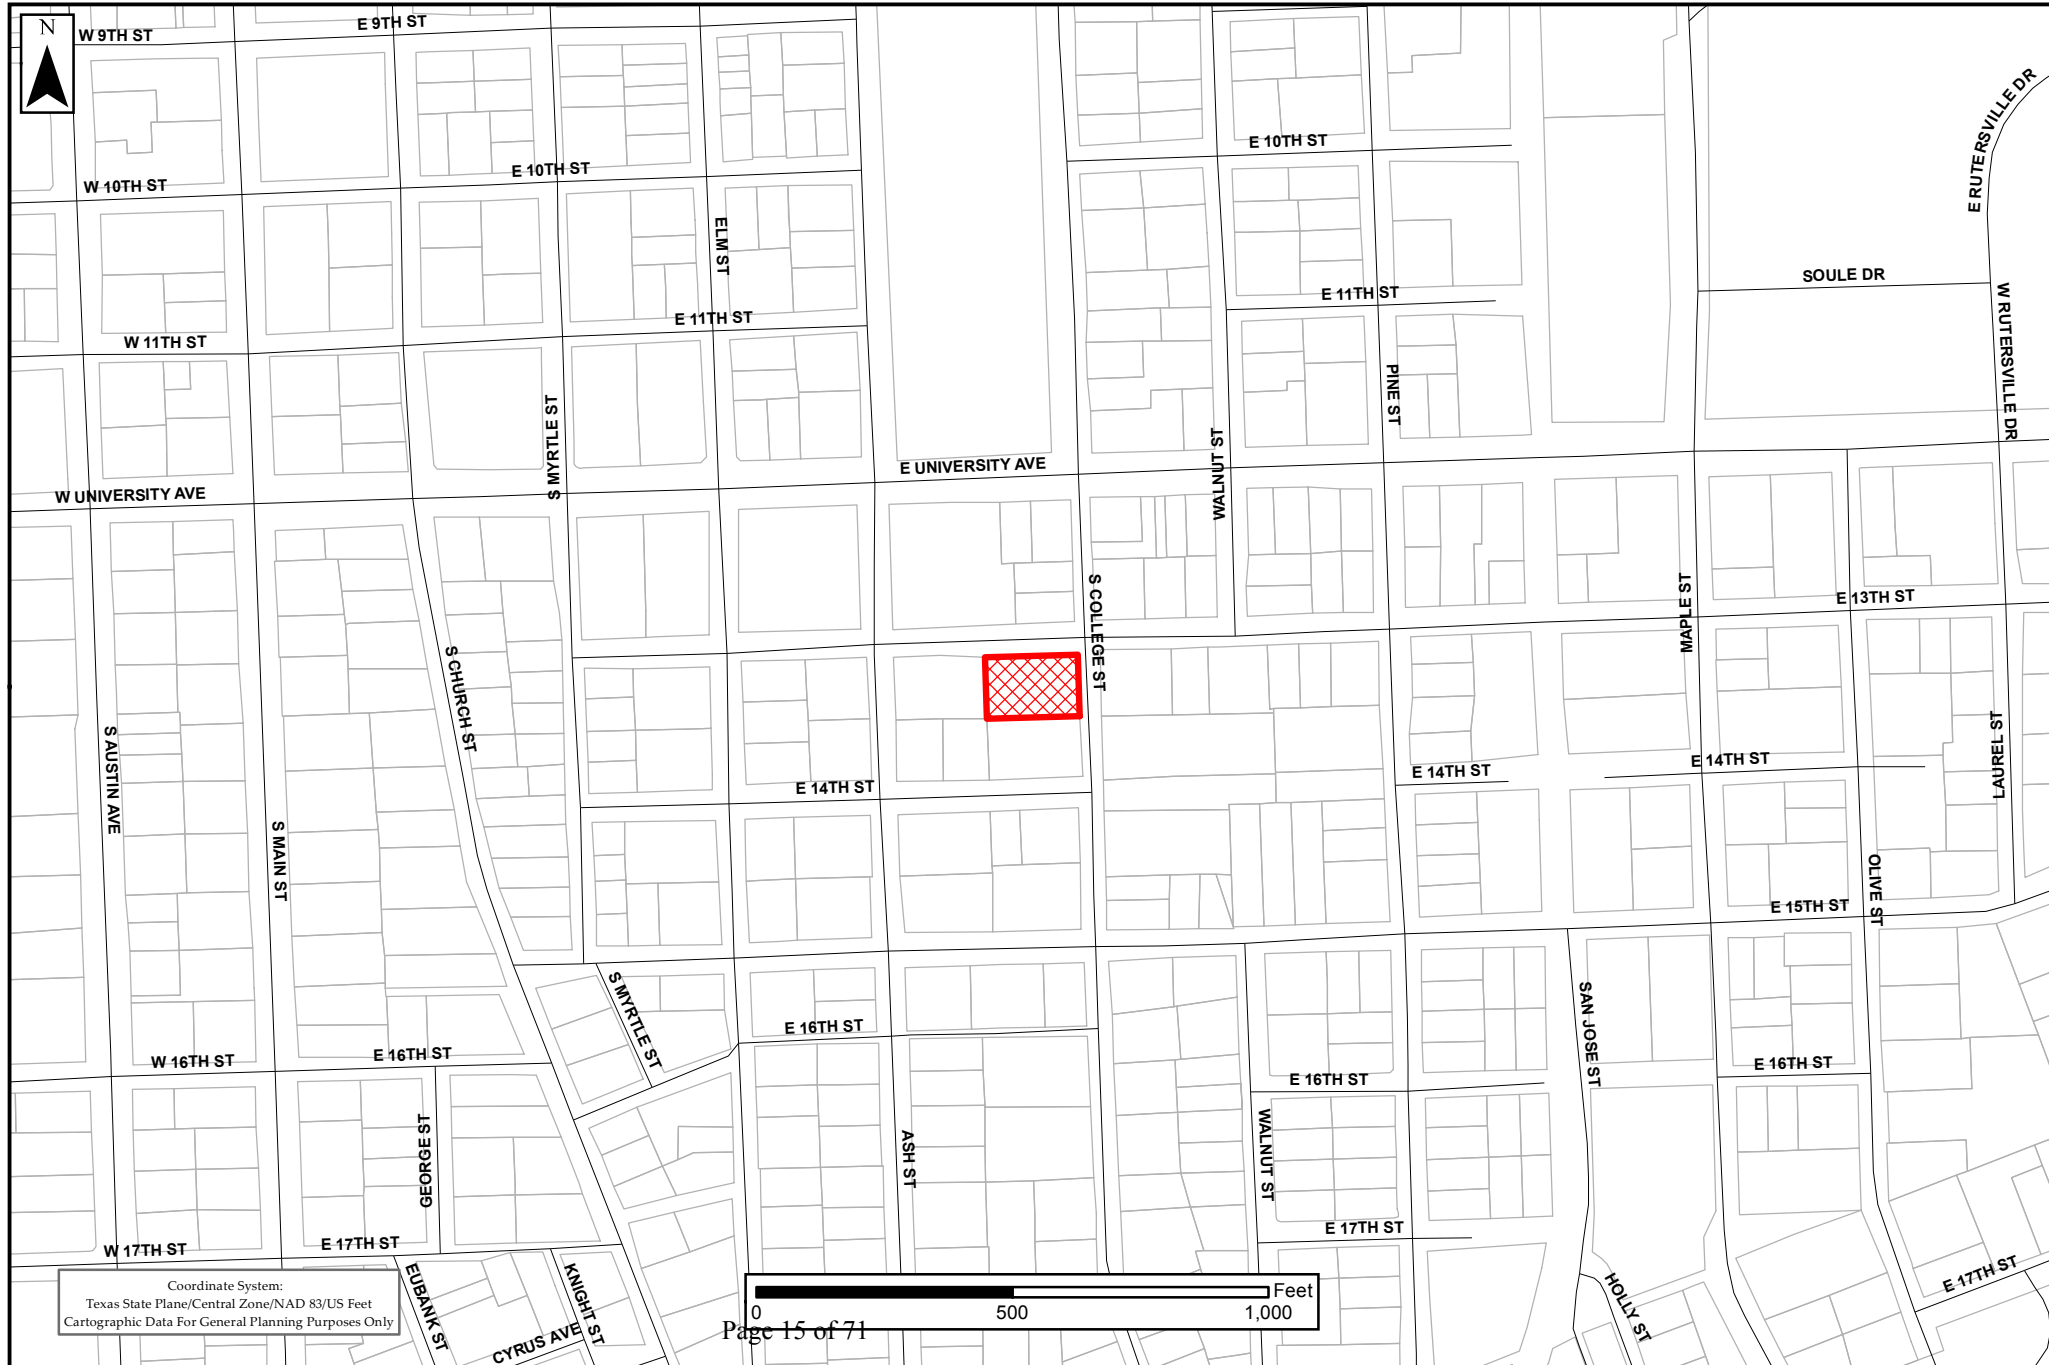 N
W 9TH ST
E 9TH ST
E RUTERSVILLE DR
E 10TH ST
E 10TH ST
W 10TH ST
ELM ST
SOULE DR
E 11TH ST
W RUTERSVILLE DR
E 11TH ST
W 11TH ST
PINE ST
S MYRTLE ST
WALNUT ST
E UNIVERSITY AVE
W UNIVERSITY AVE
S COLLEGE ST
MAPLE ST
E 13TH ST
S CHURCH ST
S AUSTIN AVE
LAUREL ST
E 14TH ST
E 14TH ST
E 14TH ST
S MAIN ST
OLIVE ST
E 15TH ST
S MYRTLE ST
SAN JOSE ST
E 16TH ST
E 16TH ST
W 16TH ST
E 16TH ST
E 16TH ST
GEORGE ST
ASH ST
WALNUT ST
E 17TH ST
E 17TH ST
W 17TH ST
E 17TH ST
EUBANK ST
KNIGHT ST
HOLLY ST
CYRUS AVE
Coordinate System:
Texas State Plane/Central Zone/NAD 83/US Feet
Cartographic Data For General Planning Purposes Only
Feet
0 500 1,000
Page 15 of 71